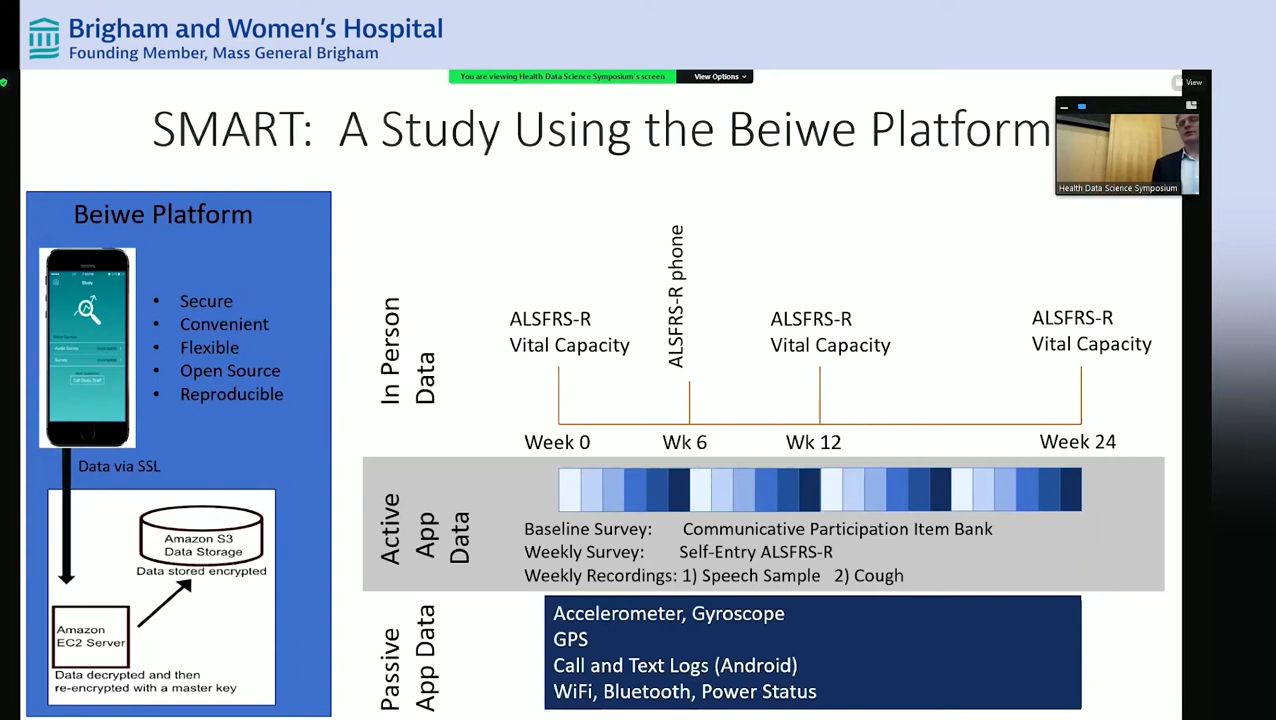 Brigham and Women's Hospital
Founding Member, Mass General Brigham
You are viewing Health Data Science Symposium's screen
View Options
View
SMART: A Study Using the Beiwe Platform
Health Data Science Symposium
Beiwe Platform
Study
• Secure
• Convenient
• Flexible
• Open Source
• Reproducible
Data via SSL
Amazon S3
Data Storage
Data stored encrypted
Amazon
EC2 Server
Data decrypted and then
re-encrypted with a master key
In Person
Data
ALSFRS-R
Vital Capacity
ALSFRS-R phone
ALSFRS-R
Vital Capacity
ALSFRS-R
Vital Capacity
Week 0
Wk 6
Wk 12
Week 24
Active
App
Data
Baseline Survey: Communicative Participation Item Bank
Weekly Survey: Self-Entry ALSFRS-R
Weekly Recordings: 1) Speech Sample 2) Cough
Passive
App Data
Accelerometer, Gyroscope
GPS
Call and Text Logs (Android)
WiFi, Bluetooth, Power Status